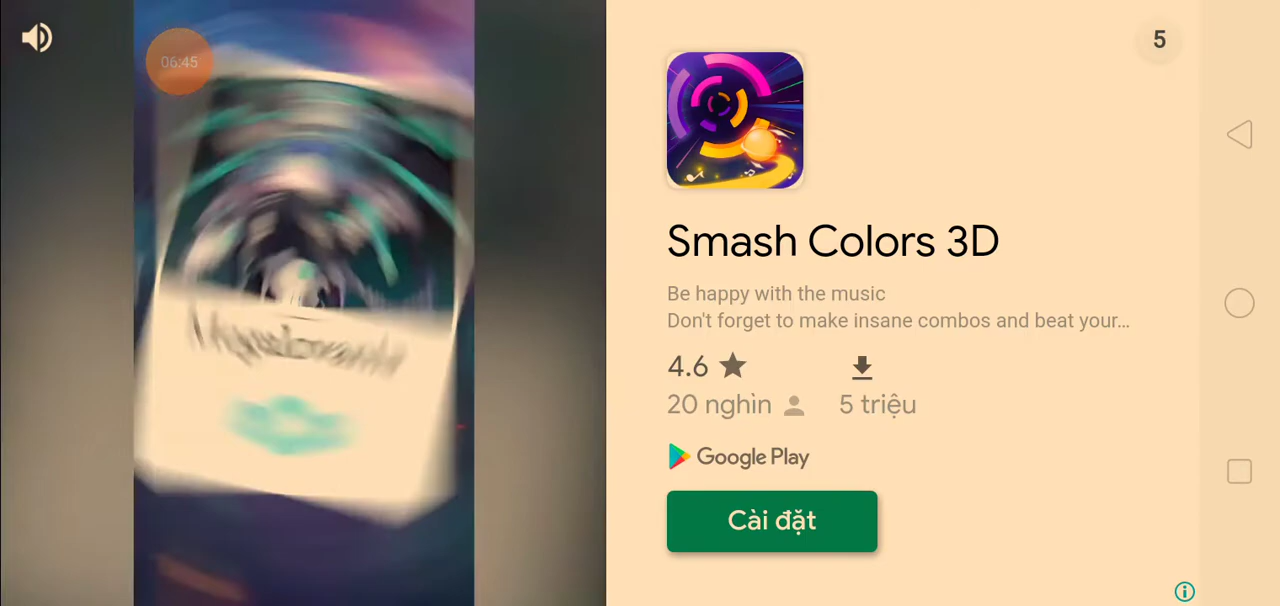 06:45
5
Smash Colors 3D
Be happy with the music
Don't forget to make insane combos and beat your...
4.6
20 nghìn
5 triệu
Google Play
Cài đặt